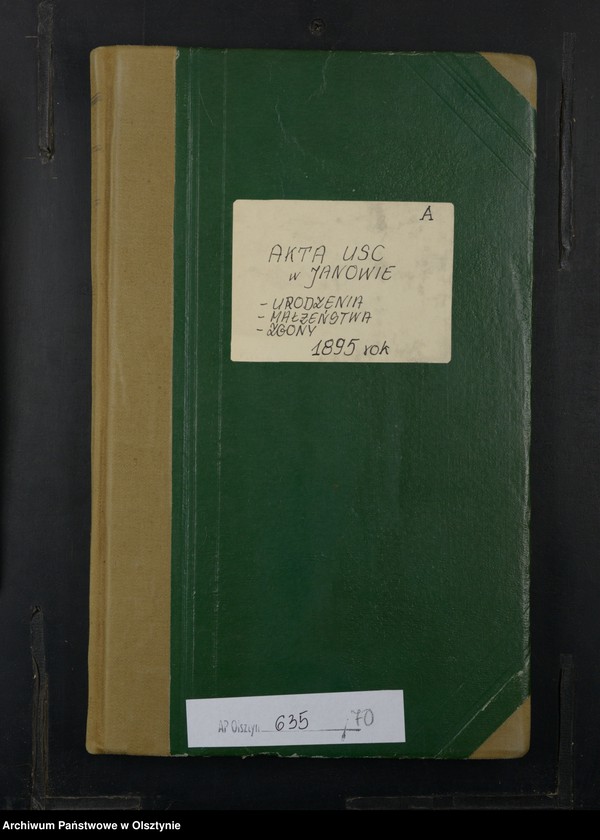 A
AKTA USC
w JANOWIE
- URODZENIA
- MAŁŻEŃSTWA
- ZGONY
1895 rok
AP Olsztyn 635 / 70
Archiwum Państwowe w Olsztynie